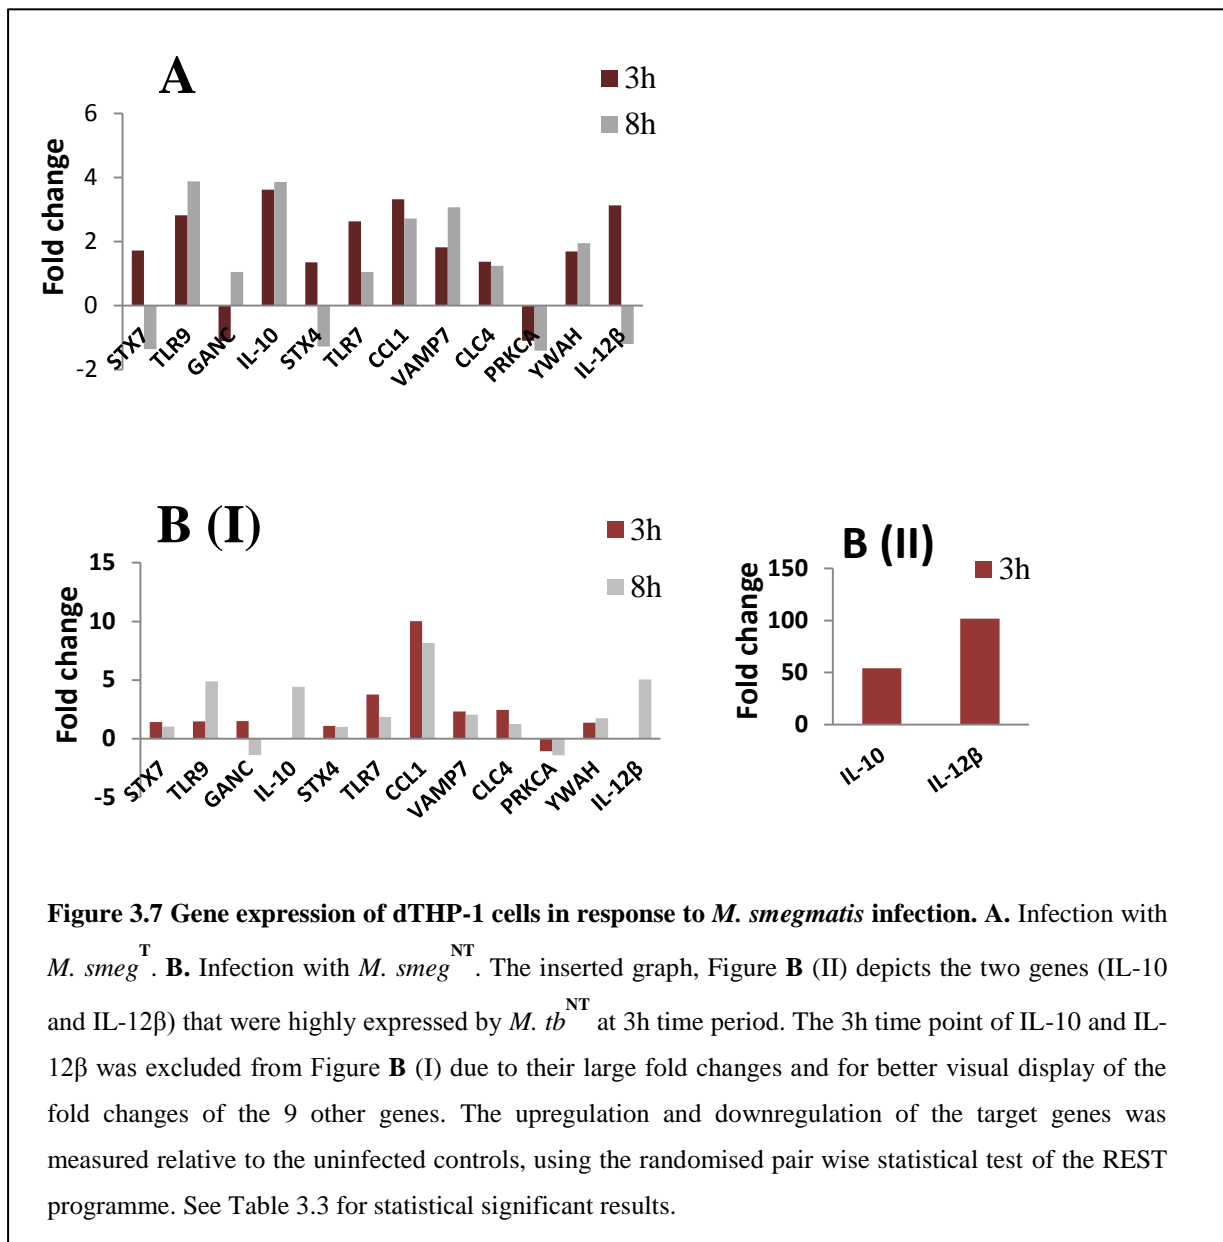 A
3h
8h
Fold change
6
4
2
0
-2
STX7
TLR9
GANC
IL-10
STX4
TLR7
CCL1
VAMP7
CLC4
PRKCA
YWAH
IL-12β
B (I)
3h
8h
Fold change
15
10
5
0
-5
STX7
TLR9
GANC
IL-10
STX4
TLR7
CCL1
VAMP7
CLC4
PRKCA
YWAH
IL-12β
B (II)
3h
Fold change
150
100
50
0
IL-10
IL-12β
Figure 3.7 Gene expression of dTHP-1 cells in response to M. smegmatis infection. A. Infection with
M. smeg^T. B. Infection with M. smeg^NT. The inserted graph, Figure B (II) depicts the two genes (IL-10
and IL-12β) that were highly expressed by M. tb^NT at 3h time period. The 3h time point of IL-10 and IL-
12β was excluded from Figure B (I) due to their large fold changes and for better visual display of the
fold changes of the 9 other genes. The upregulation and downregulation of the target genes was
measured relative to the uninfected controls, using the randomised pair wise statistical test of the REST
programme. See Table 3.3 for statistical significant results.